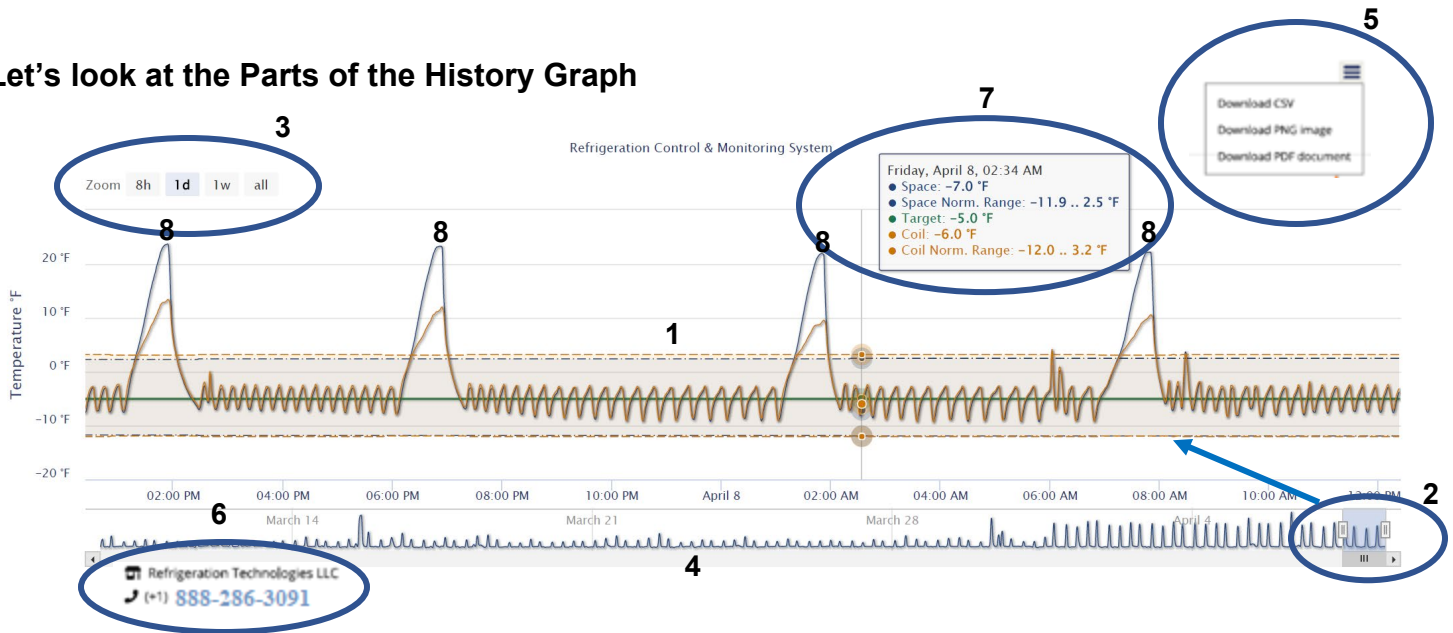 5
Let's look at the Parts of the History Graph
Download CSV
Download PNG image
Download PDF document
7
3
Refrigeration Control & Monitoring System
Zoom 8h 1d 1w all
Friday, April 8, 02:34 AM
● Space: -7.0 °F
● Space Norm. Range: -11.9 .. 2.5 °F
● Target: -5.0 °F
● Coil: -6.0 °F
● Coil Norm. Range: -12.0 .. 3.2 °F
8 8 8 8
Temperature °F
20 °F
10 °F
0 °F
-10 °F
-20 °F
1
02:00 PM 04:00 PM 06:00 PM 08:00 PM 10:00 PM April 8 02:00 AM 04:00 AM 06:00 AM 08:00 AM 10:00 AM 12:00 PM
2
6
March 14 March 21 March 28 April 4
4
Refrigeration Technologies LLC
(+1) 888-286-3091